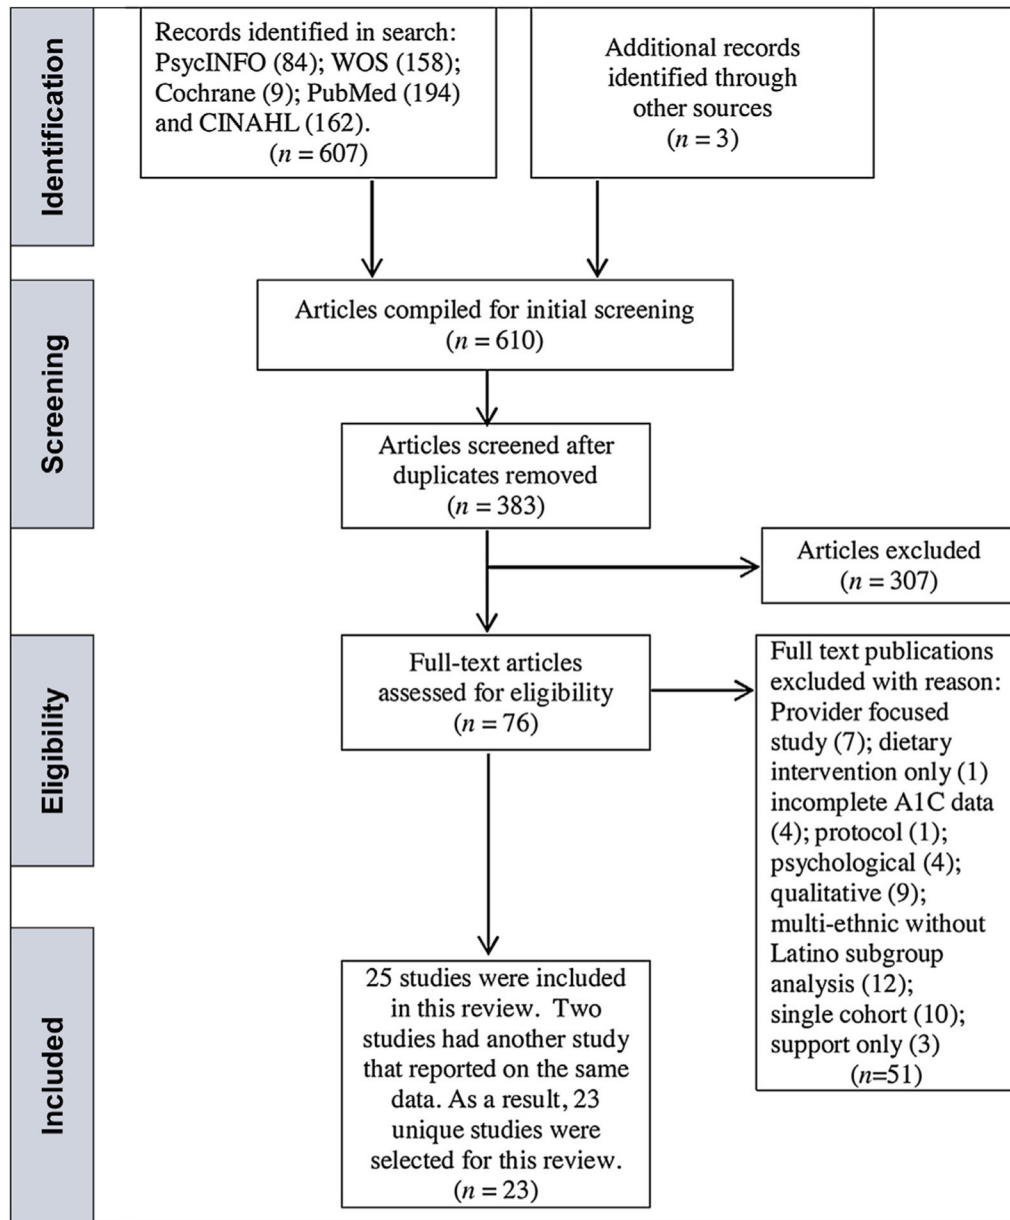 Identification
Records identified in search:
PsycINFO (84); WOS (158);
Cochrane (9); PubMed (194)
and CINAHL (162).
(n = 607)
Additional records
identified through
other sources
(n = 3)
Screening
Articles compiled for initial screening
(n = 610)
Articles screened after
duplicates removed
(n = 383)
Articles excluded
(n = 307)
Eligibility
Full-text articles
assessed for eligibility
(n = 76)
Full text publications
excluded with reason:
Provider focused
study (7); dietary
intervention only (1)
incomplete A1C data
(4); protocol (1);
psychological (4);
qualitative (9);
multi-ethnic without
Latino subgroup
analysis (12);
single cohort (10);
support only (3)
(n=51)
Included
25 studies were included
in this review. Two
studies had another study
that reported on the same
data. As a result, 23
unique studies were
selected for this review.
(n = 23)